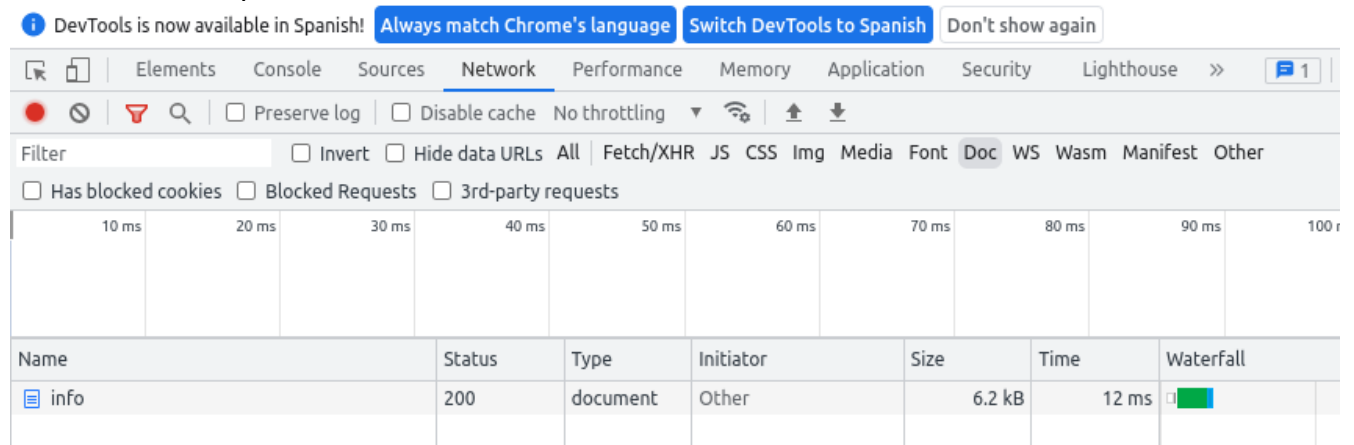 DevTools is now available in Spanish! Always match Chrome's language Switch DevTools to Spanish Don't show again
Elements Console Sources Network Performance Memory Application Security Lighthouse » 1
Preserve log Disable cache No throttling
Filter Invert Hide data URLs All Fetch/XHR JS CSS Img Media Font Doc WS Wasm Manifest Other
Has blocked cookies Blocked Requests 3rd-party requests
10 ms 20 ms 30 ms 40 ms 50 ms 60 ms 70 ms 80 ms 90 ms 100
Name Status Type Initiator Size Time Waterfall
info 200 document Other 6.2 kB 12 ms